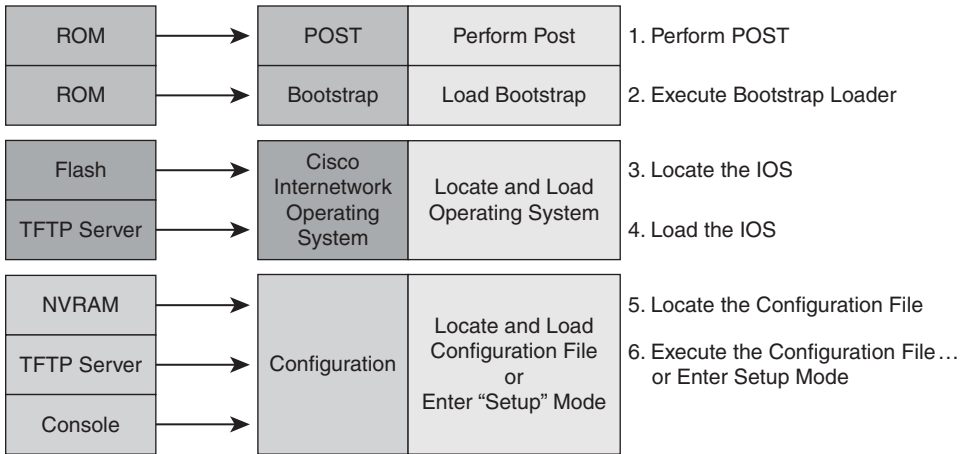 ROM
POST
Perform Post
1. Perform POST
ROM
Bootstrap
Load Bootstrap
2. Execute Bootstrap Loader
Flash
TFTP Server
Cisco
Internetwork
Operating
System
Locate and Load
Operating System
3. Locate the IOS
4. Load the IOS
NVRAM
TFTP Server
Console
Configuration
Locate and Load
Configuration File
or
Enter “Setup” Mode
5. Locate the Configuration File
6. Execute the Configuration File…
or Enter Setup Mode